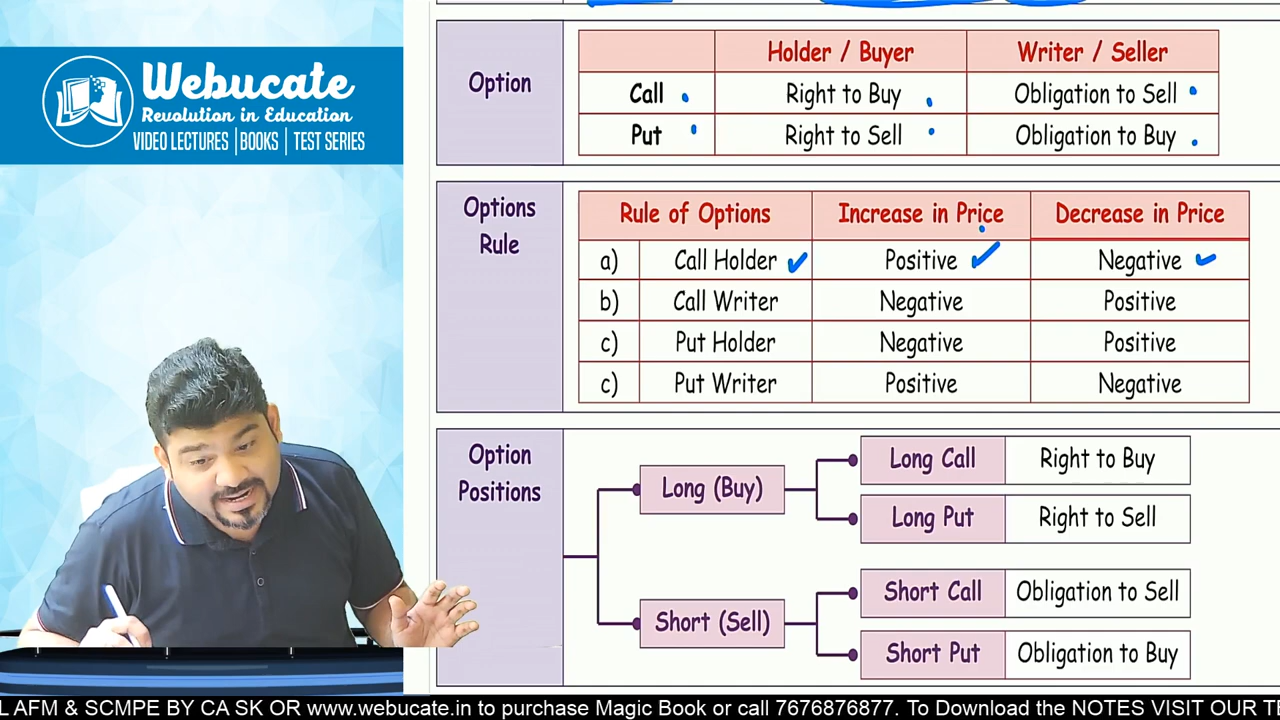 Webucate
Revolution in Education
VIDEO LECTURES | BOOKS | TEST SERIES
Option
Holder / Buyer Writer / Seller
Call Right to Buy Obligation to Sell
Put Right to Sell Obligation to Buy
Options
Rule
Rule of Options Increase in Price Decrease in Price
a) Call Holder Positive Negative
b) Call Writer Negative Positive
c) Put Holder Negative Positive
c) Put Writer Positive Negative
Option
Positions
Long (Buy)
Long Call Right to Buy
Long Put Right to Sell
Short (Sell)
Short Call Obligation to Sell
Short Put Obligation to Buy
L AFM & SCMPE BY CA SK OR www.webucate.in to purchase Magic Book or call 7676876877. To Download the NOTES VISIT OUR TE